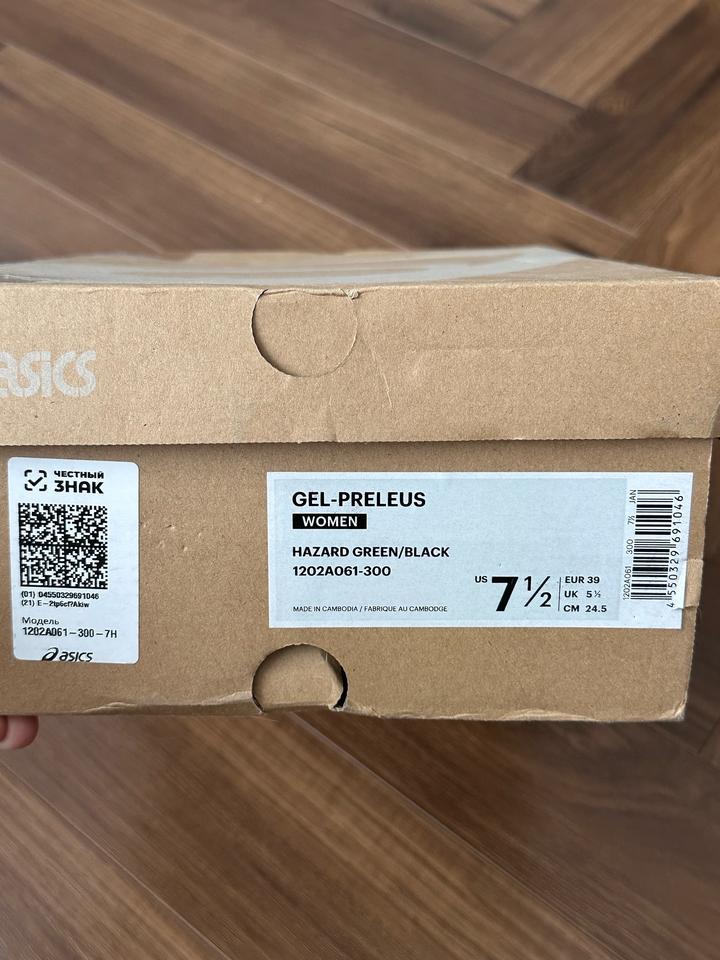 asics
ЧЕСТНЫЙ
ЗНАК
(01) 04550329691046
Модель
1202A061-300-7H
asics
GEL-PRELEUS
WOMEN
HAZARD GREEN/BLACK
1202A061-300
MADE IN CAMBODIA / FABRIQUE AU CAMBODGE
US 7 1/2
EUR 39
UK 5 ½
CM 24.5
1202A061 300 7½ JAN
4550329691046